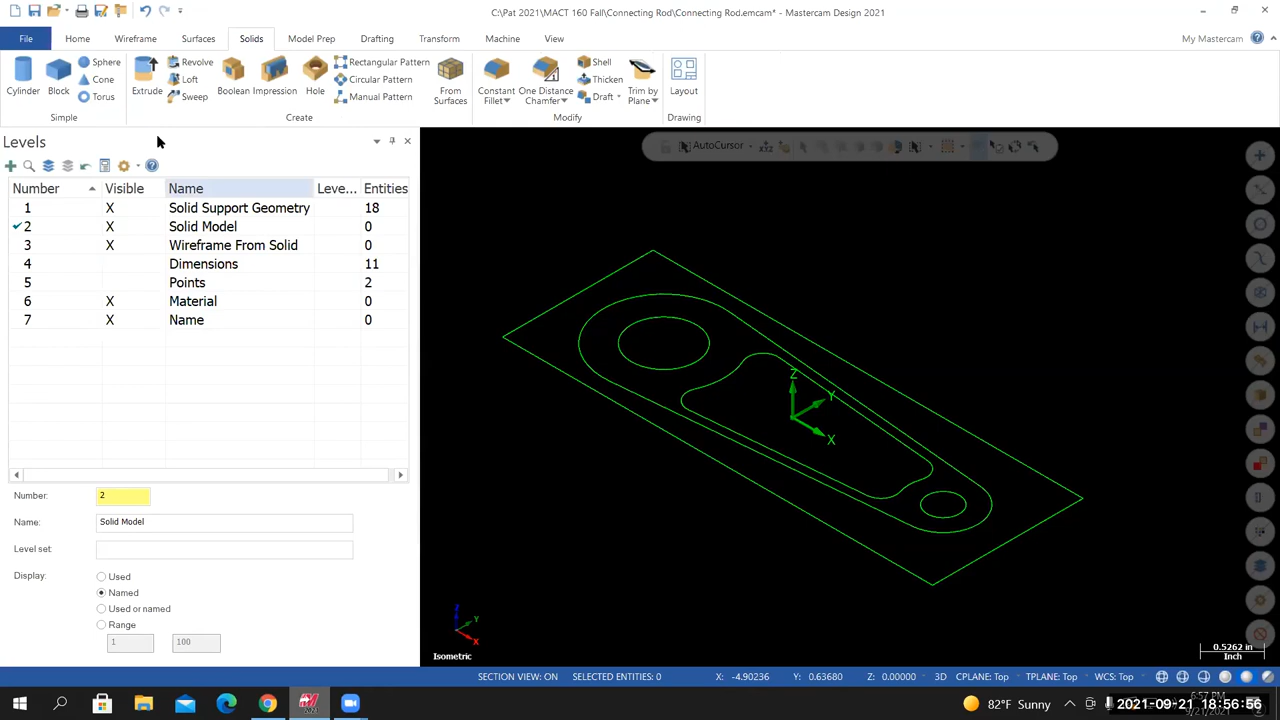 C:\Pat 2021\MACT 160 Fall\Connecting Rod\Connecting Rod.emcam* - Mastercam Design 2021
File Home Wireframe Surfaces Solids Model Prep Drafting Transform Machine View My Mastercam
Cylinder Block Sphere Cone Torus
Simple
Extrude Revolve Loft Sweep Boolean Impression Hole Rectangular Pattern Circular Pattern Manual Pattern From Surfaces
Create
Constant Fillet One Distance Chamfer Shell Thicken Draft Trim by Plane
Modify
Layout
Drawing
Levels
AutoCursor
Number Visible Name Leve... Entities
1 X Solid Support Geometry 18
2 X Solid Model 0
3 X Wireframe From Solid 0
4 Dimensions 11
5 Points 2
6 X Material 0
7 X Name 0
Number: 2
Name: Solid Model
Level set:
Display: Used
Named
Used or named
Range
1 100
Z
Y
X
Z
Y
X
Isometric
0.5262 in
Inch
SECTION VIEW: ON SELECTED ENTITIES: 0 X: -4.90236 Y: 0.63680 Z: 0.00000 3D CPLANE: Top TPLANE: Top WCS: Top
82°F Sunny
6:57 PM
2021-09-21 18:56:56
9/21/2021